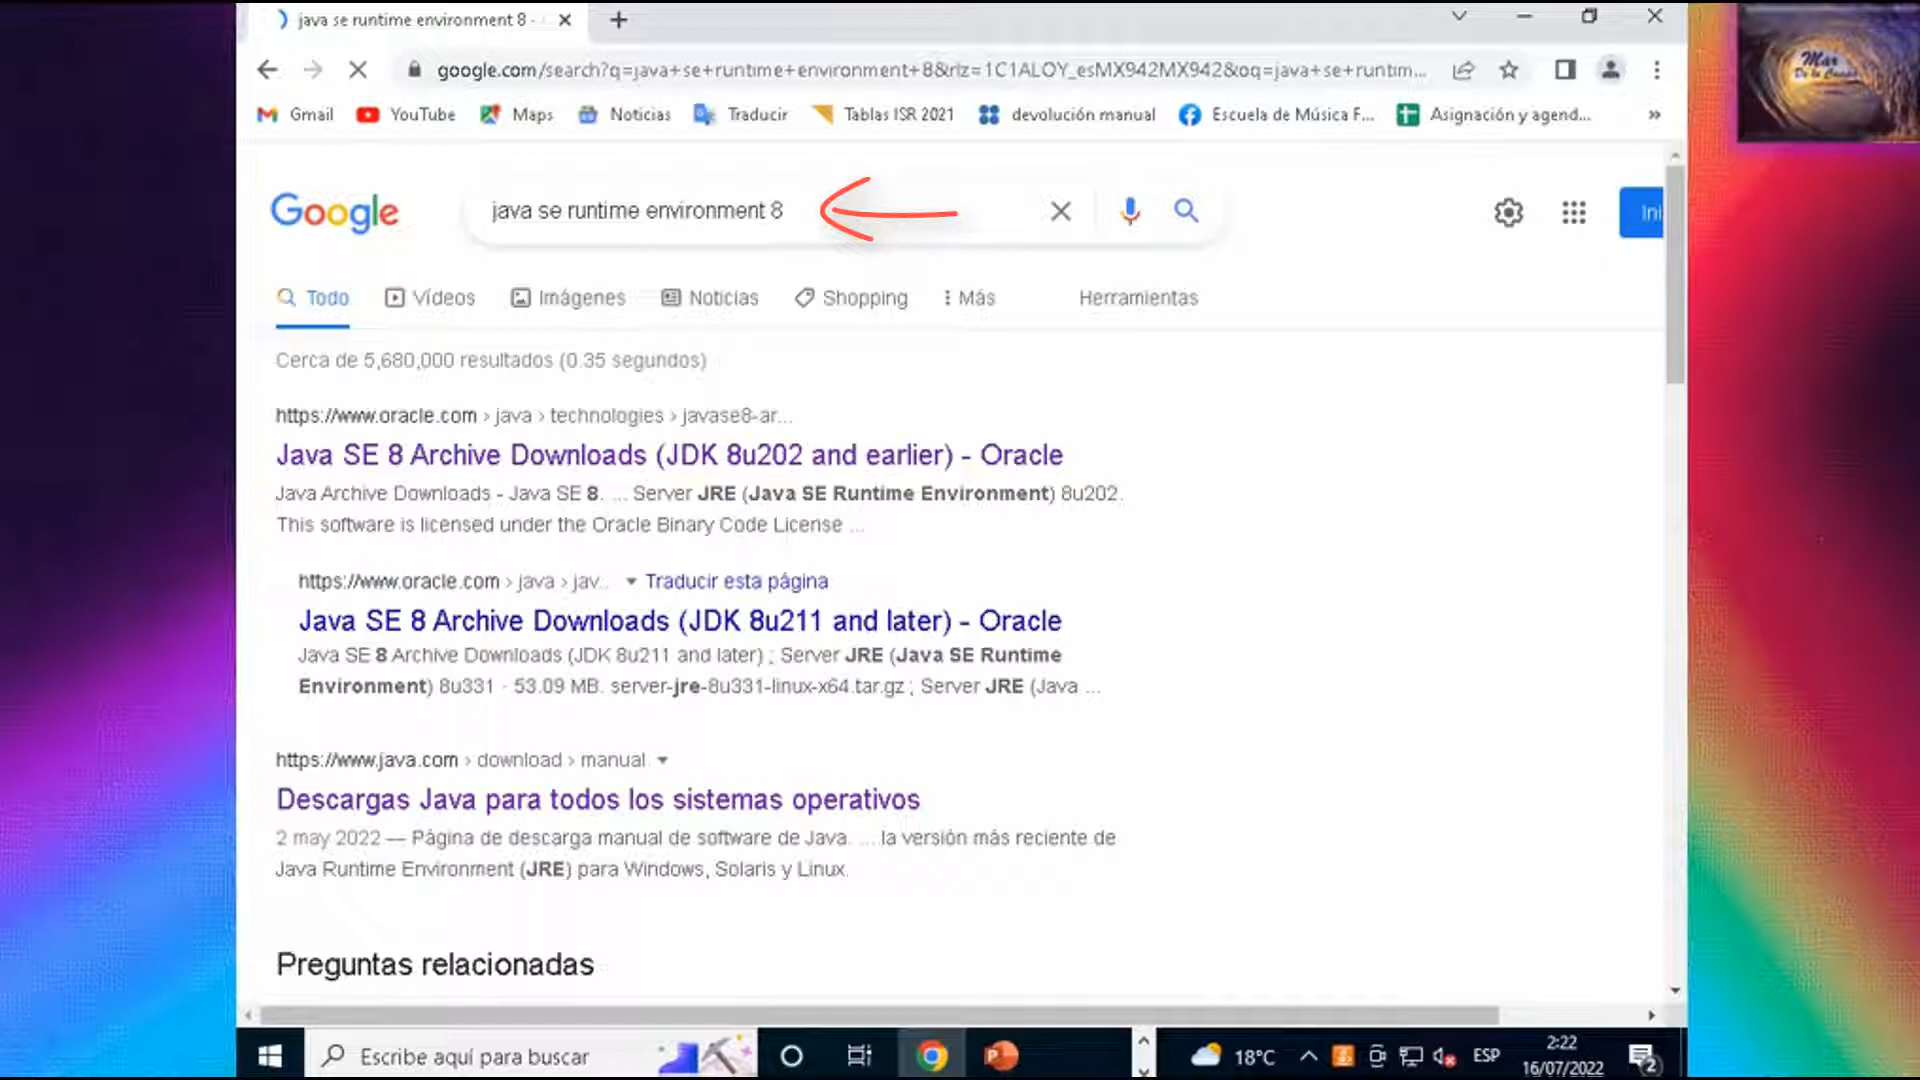 java se runtime environment 8 -
google.com/search?q=java+se+runtime+environment+8&rlz=1C1ALOY_esMX942MX942&oq=java+se+runtim...
Gmail YouTube Maps Noticias Traducir Tablas ISR 2021 devolución manual Escuela de Música F... Asignación y agend... »
Google java se runtime environment 8 Ini
Todo Vídeos Imágenes Noticias Shopping Más Herramientas
Cerca de 5,680,000 resultados (0.35 segundos)
https://www.oracle.com › java › technologies › javase8-ar...
Java SE 8 Archive Downloads (JDK 8u202 and earlier) - Oracle
Java Archive Downloads - Java SE 8. ... Server JRE (Java SE Runtime Environment) 8u202.
This software is licensed under the Oracle Binary Code License ...
https://www.oracle.com › java › jav... Traducir esta página
Java SE 8 Archive Downloads (JDK 8u211 and later) - Oracle
Java SE 8 Archive Downloads (JDK 8u211 and later) ; Server JRE (Java SE Runtime
Environment) 8u331 · 53.09 MB. server-jre-8u331-linux-x64.tar.gz ; Server JRE (Java ...
https://www.java.com › download › manual
Descargas Java para todos los sistemas operativos
2 may 2022 — Página de descarga manual de software de Java. ... la versión más reciente de
Java Runtime Environment (JRE) para Windows, Solaris y Linux.
Preguntas relacionadas
Escribe aquí para buscar 18°C ESP 2:22
16/07/2022 2
Mar
De la